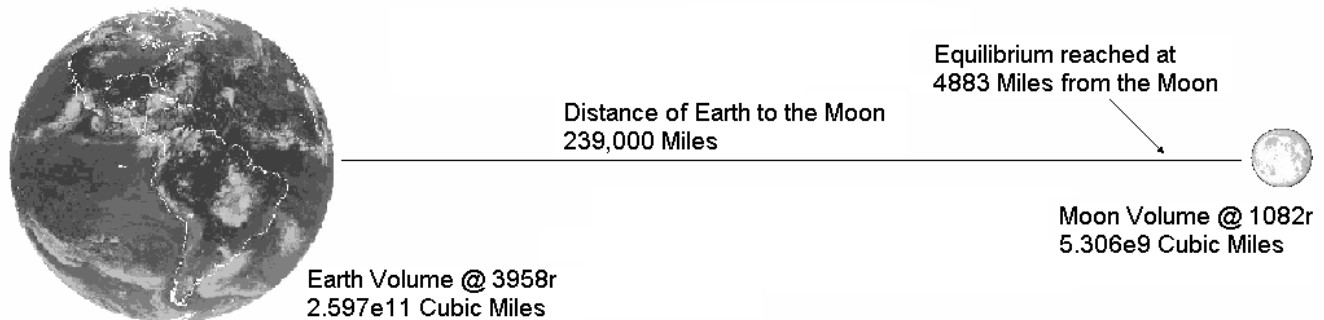 Equilibrium reached at
4883 Miles from the Moon
Distance of Earth to the Moon
239,000 Miles
Moon Volume @ 1082r
5.306e9 Cubic Miles
Earth Volume @ 3958r
2.597e11 Cubic Miles